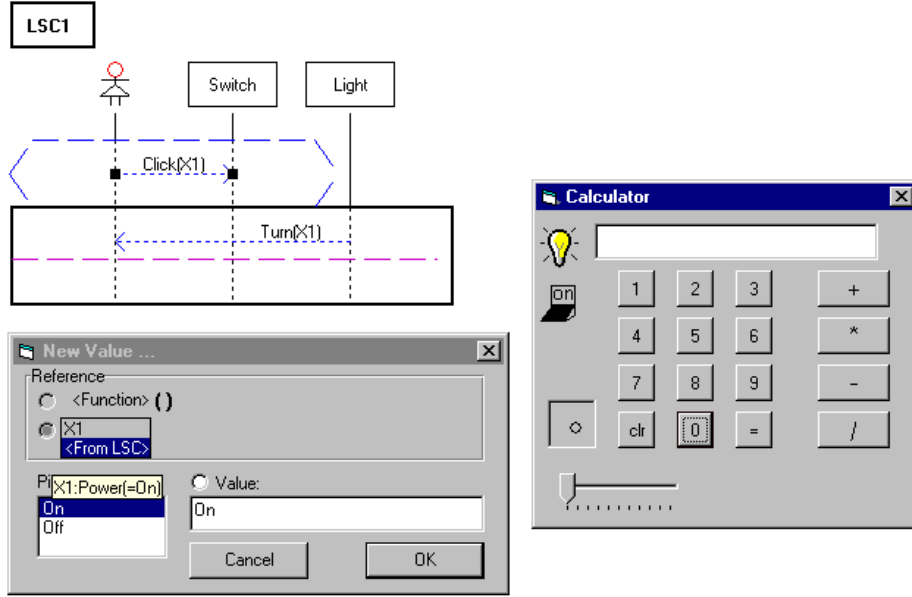 LSC1
Switch
Light
Click(X1)
Turn(X1)
New Value ...
Reference
<Function> ()
X1
<From LSC>
X1:Power(=On)
On
Off
Value:
On
Cancel
OK
Calculator
on
1 2 3 +
4 5 6 *
7 8 9 -
clr 0 = /